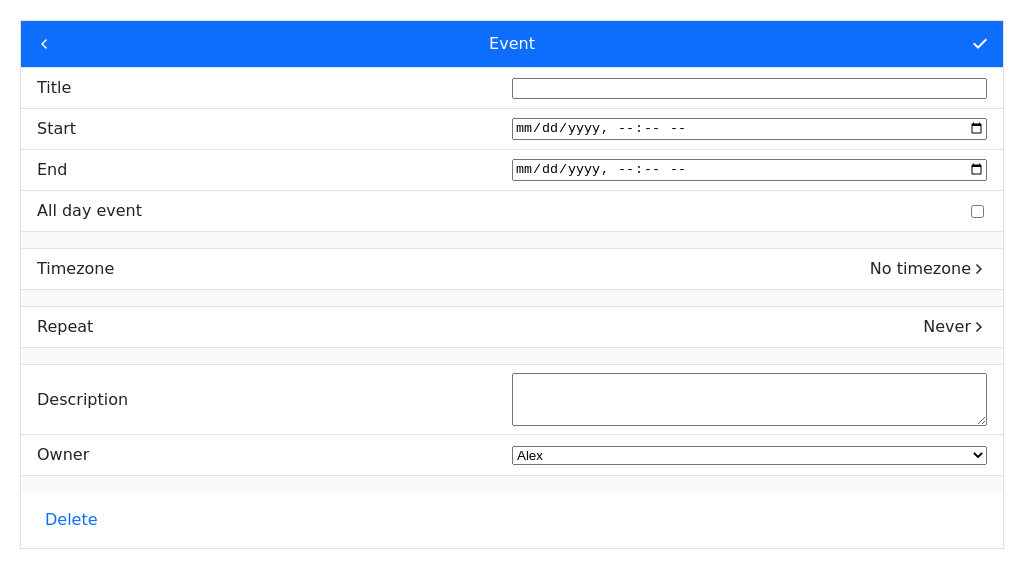 Event
Title
Start mm/dd/yyyy, --:-- --
End mm/dd/yyyy, --:-- --
All day event
Timezone No timezone
Repeat Never
Description
Owner Alex
Delete